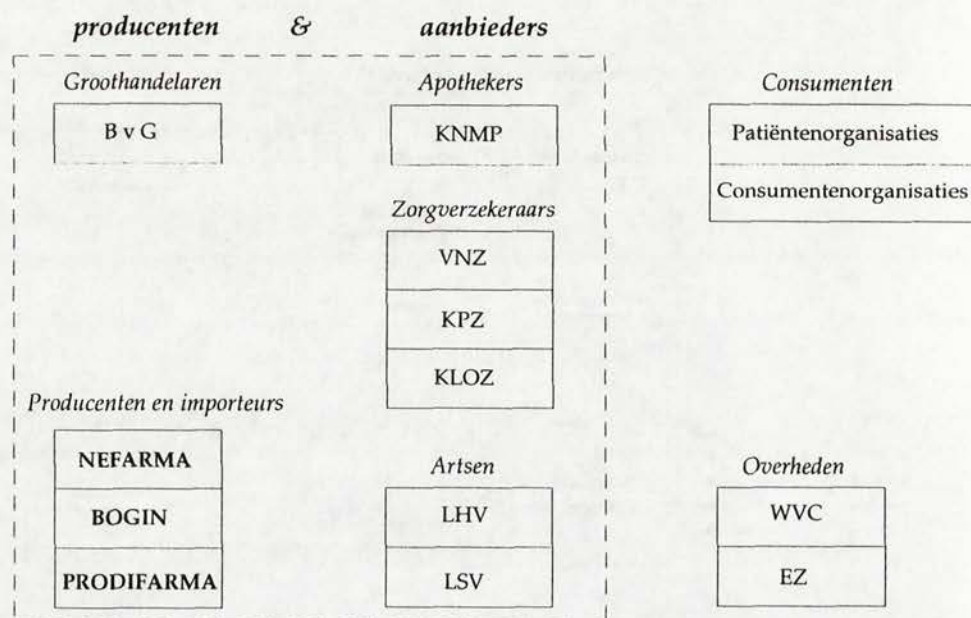 producenten & aanbieders
Groothandelaren
B v G
Apothekers
KNMP
Consumenten
Patiëntenorganisaties
Consumentenorganisaties
Zorgverzekeraars
VNZ
KPZ
KLOZ
Producenten en importeurs
NEFARMA
BOGIN
PRODIFARMA
Artsen
LHV
LSV
Overheden
WVC
EZ